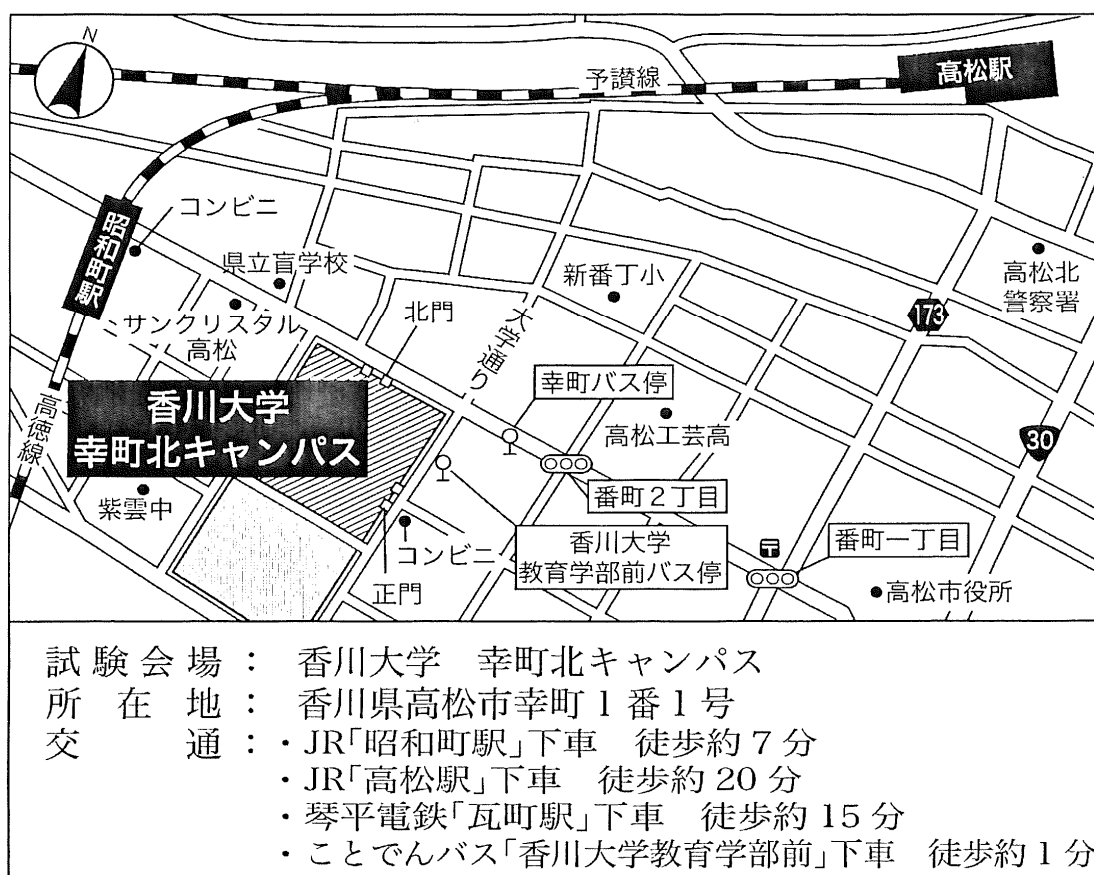 N
予讃線
高松駅
昭和町駅
コンビニ
県立盲学校
サンクリスタル
高松
北門
大学通り
新番丁小
高松北
警察署
173
幸町バス停
高松工芸高
30
香川大学
幸町北キャンパス
高徳線
紫雲中
番町2丁目
コンビニ
正門
香川大学
教育学部前バス停
番町一丁目
高松市役所
試験会場: 香川大学 幸町北キャンパス
所在地: 香川県高松市幸町1番1号
交通:・JR「昭和町駅」下車 徒歩約7分
・JR「高松駅」下車 徒歩約20分
・琴平電鉄「瓦町駅」下車 徒歩約15分
・ことでんバス「香川大学教育学部前」下車 徒歩約1分